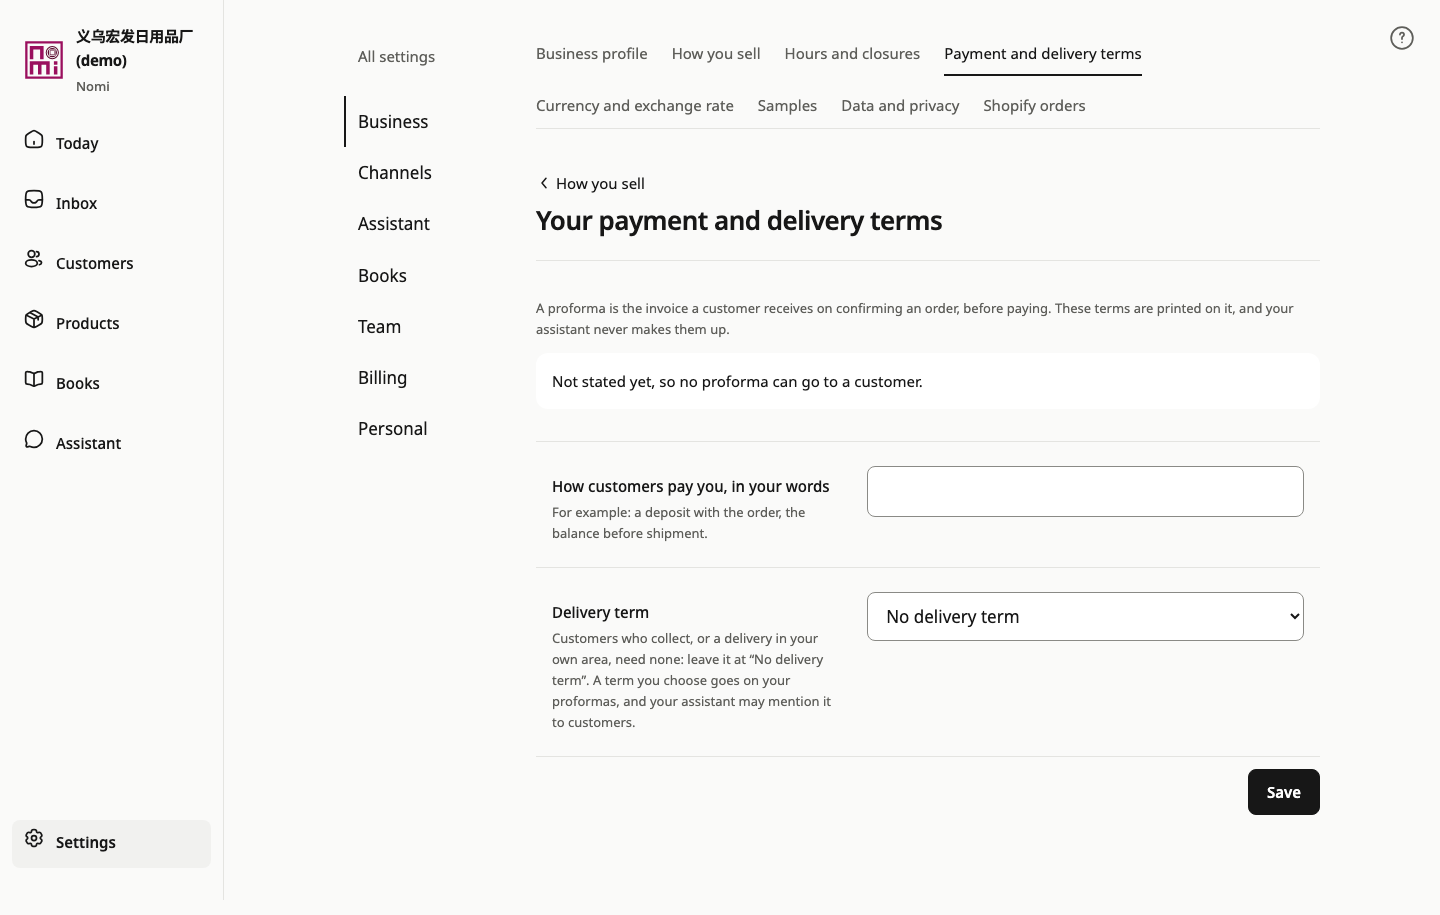 义乌宏发日用品厂
(demo)
Nomi
Today
Inbox
Customers
Products
Books
Assistant
Settings
All settings
Business
Channels
Assistant
Books
Team
Billing
Personal
Business profile
How you sell
Hours and closures
Payment and delivery terms
Currency and exchange rate
Samples
Data and privacy
Shopify orders
How you sell
Your payment and delivery terms
A proforma is the invoice a customer receives on confirming an order, before paying. These terms are printed on it, and your
assistant never makes them up.
Not stated yet, so no proforma can go to a customer.
How customers pay you, in your words
For example: a deposit with the order, the
balance before shipment.
Delivery term
Customers who collect, or a delivery in your
own area, need none: leave it at “No delivery
term”. A term you choose goes on your
proformas, and your assistant may mention it
to customers.
No delivery term
Save